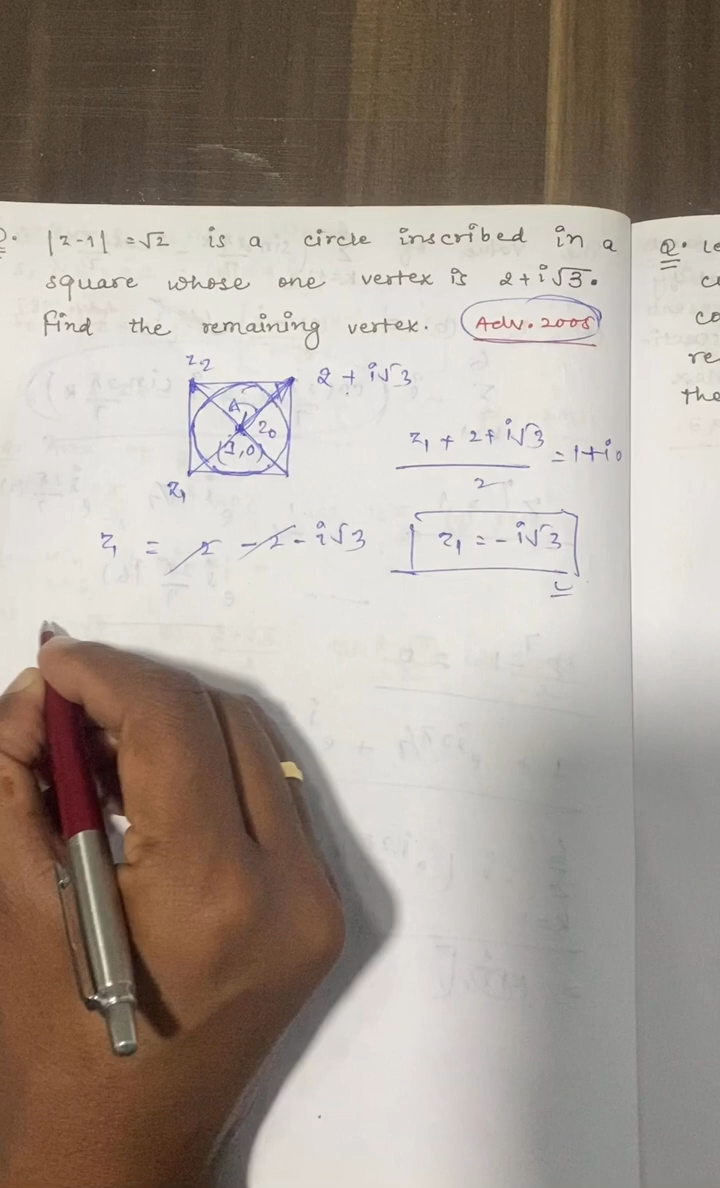 Q. |z-1| = √2 is a circle inscribed in a
square whose one vertex is 2+i√3.
Find the remaining vertex. Adv. 2005
z2
2 + i√3
z0
(1,0)
z1
z1 + 2 + i√3
= 1+i0
2
z1 = 2 - 2 - i√3
z1 = -i√3
Q.
re
the